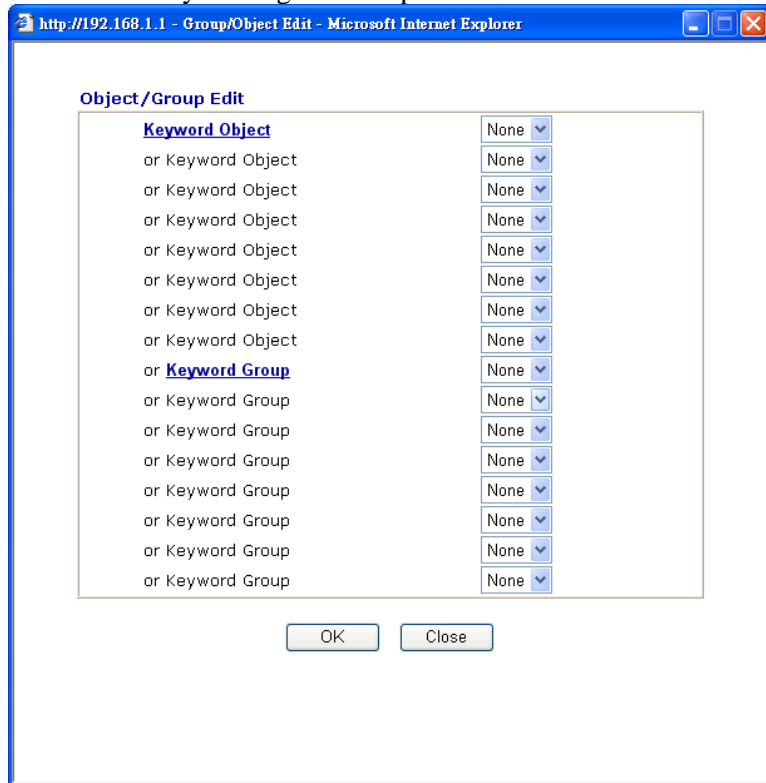 http://192.168.1.1 - Group/Object Edit - Microsoft Internet Explorer
Object/Group Edit
Keyword Object None
or Keyword Object None
or Keyword Object None
or Keyword Object None
or Keyword Object None
or Keyword Object None
or Keyword Object None
or Keyword Object None
or Keyword Group None
or Keyword Group None
or Keyword Group None
or Keyword Group None
or Keyword Group None
or Keyword Group None
or Keyword Group None
or Keyword Group None
OK Close